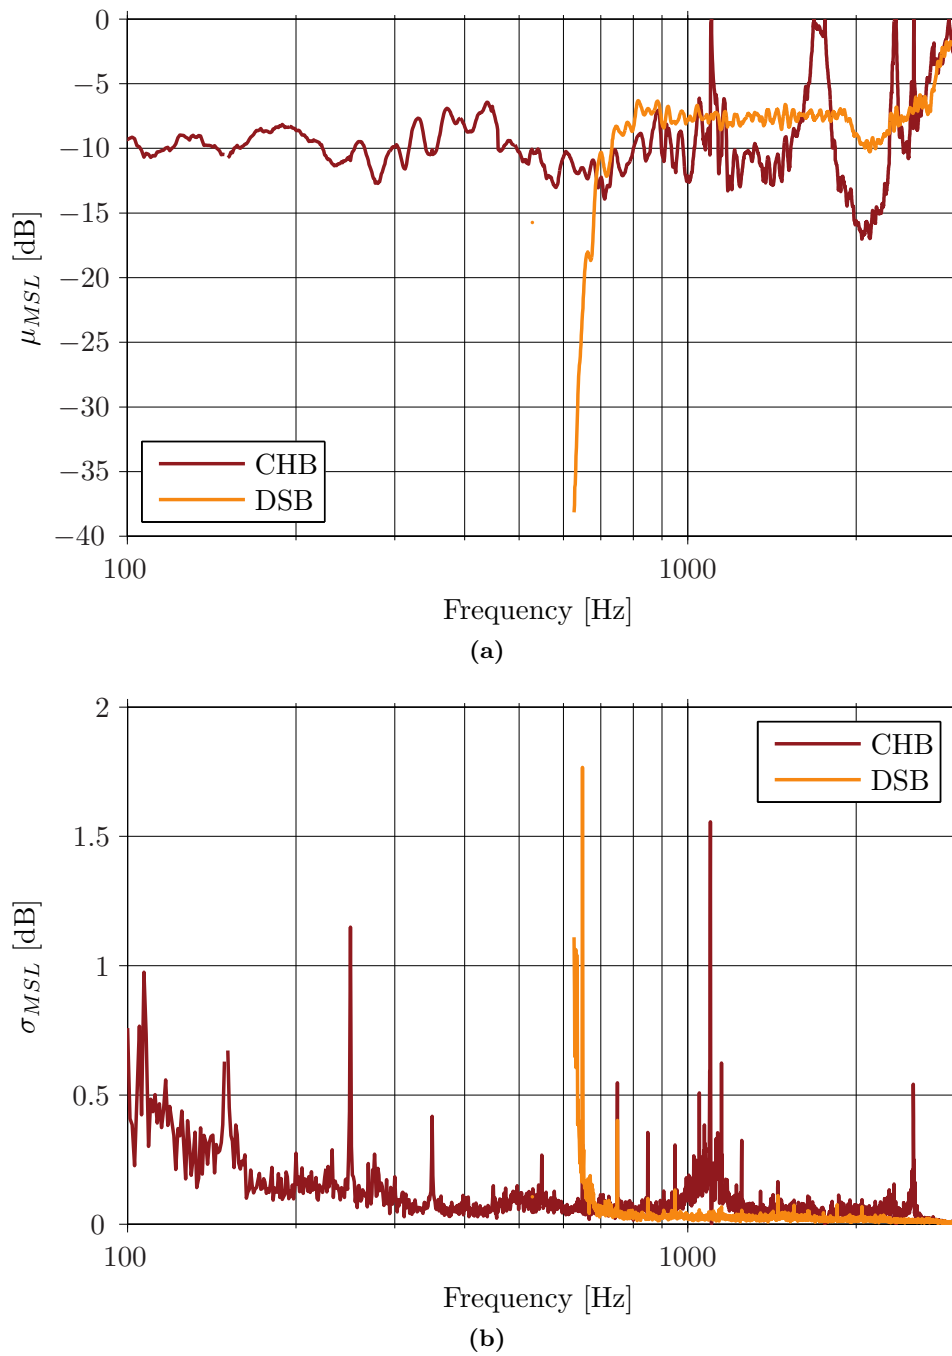 0
−5
−10
−15
−20
−25
−30
−35
−40
μMSL [dB]
CHB
DSB
100
1000
Frequency [Hz]
(a)
2
1.5
1
0.5
0
σMSL [dB]
CHB
DSB
100
1000
Frequency [Hz]
(b)